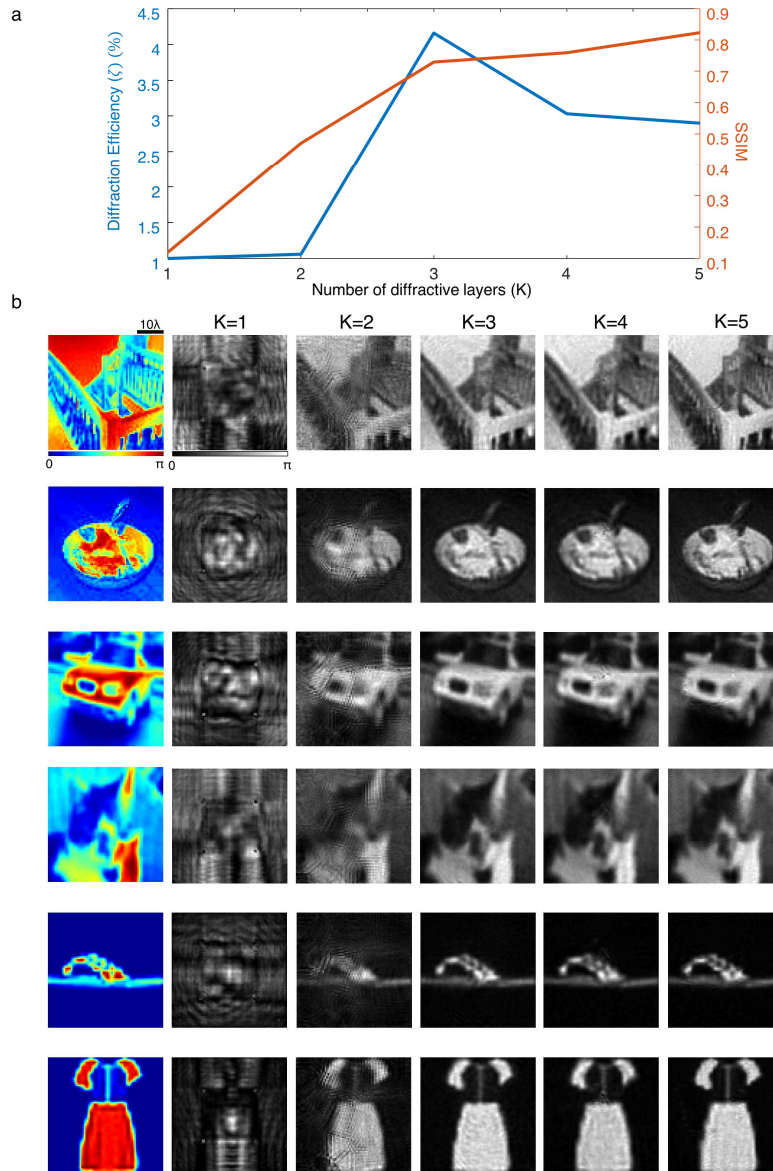 a
4.5
4
3.5
3
2.5
2
1.5
1
Diffraction Efficiency (ζ) (%)
0.9
0.8
0.7
0.6
0.5
0.4
0.3
0.2
0.1
SSIM
1 2 3 4 5
Number of diffractive layers (K)
b
10λ K=1 K=2 K=3 K=4 K=5
0 π 0 π